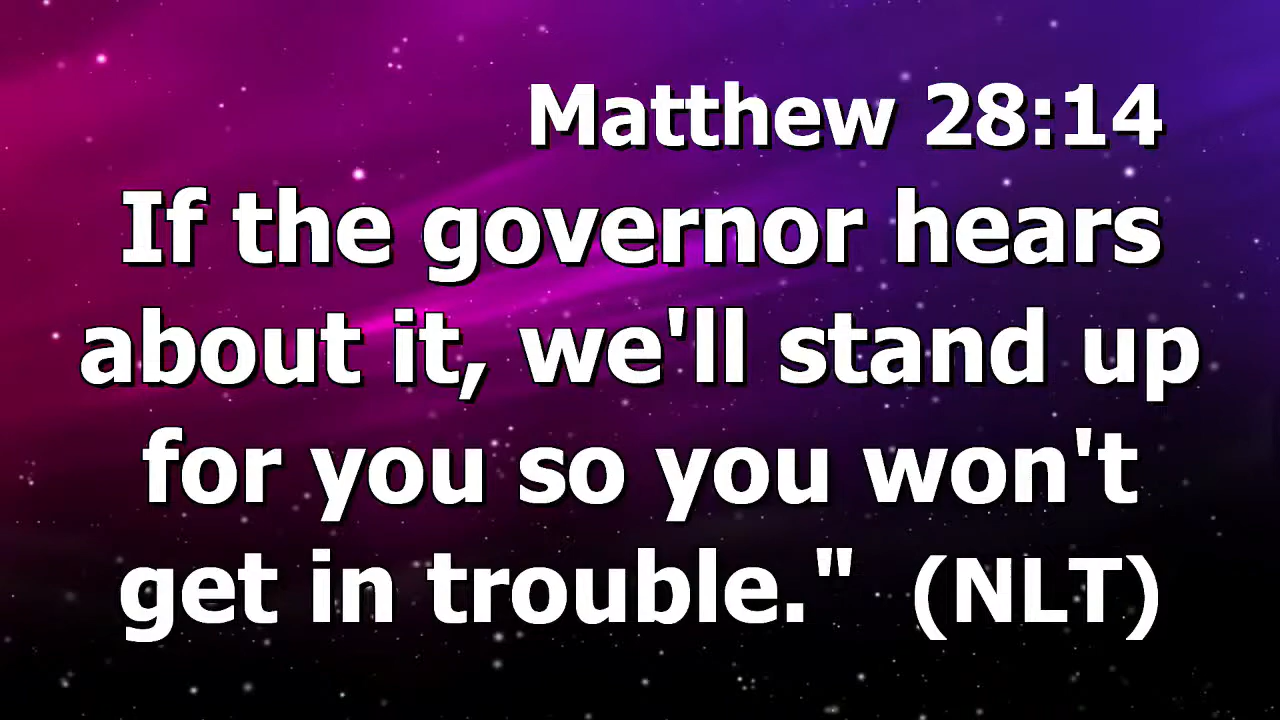 Matthew 28:14
If the governor hears
about it, we'll stand up
for you so you won't
get in trouble."  (NLT)